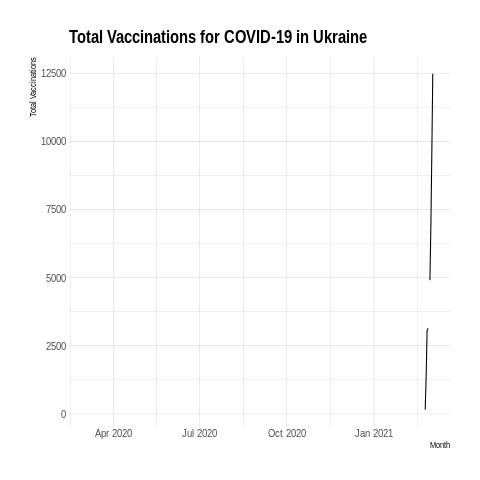 Total Vaccinations for COVID-19 in Ukraine
Total Vaccinations
12500
10000
7500
5000
2500
0
Apr 2020
Jul 2020
Oct 2020
Jan 2021
Month